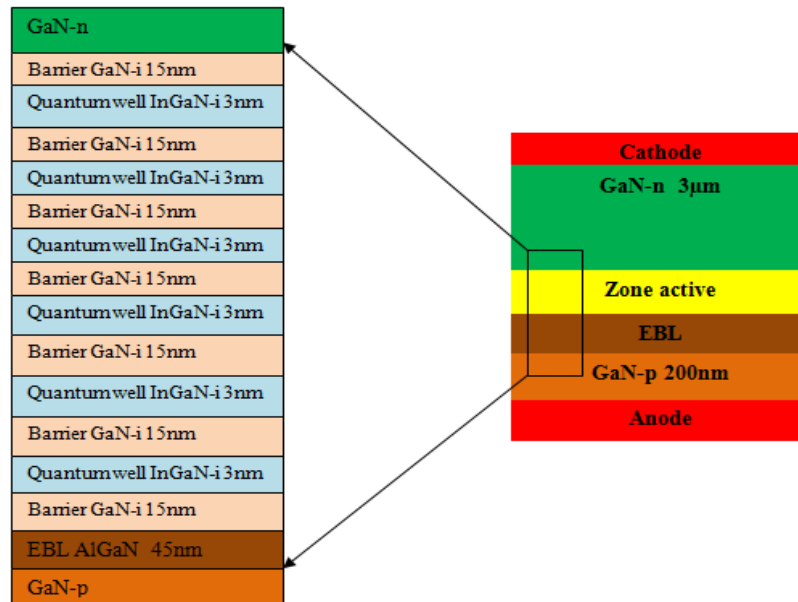 GaN-n
Barrier GaN-i 15nm
Quantum well InGaN-i 3nm
Barrier GaN-i 15nm
Quantum well InGaN-i 3nm
Barrier GaN-i 15nm
Quantum well InGaN-i 3nm
Barrier GaN-i 15nm
Quantum well InGaN-i 3nm
Barrier GaN-i 15nm
Quantum well InGaN-i 3nm
Barrier GaN-i 15nm
Quantum well InGaN-i 3nm
Barrier GaN-i 15nm
EBL AlGaN 45nm
GaN-p
Cathode
GaN-n 3μm
Zone active
EBL
GaN-p 200nm
Anode